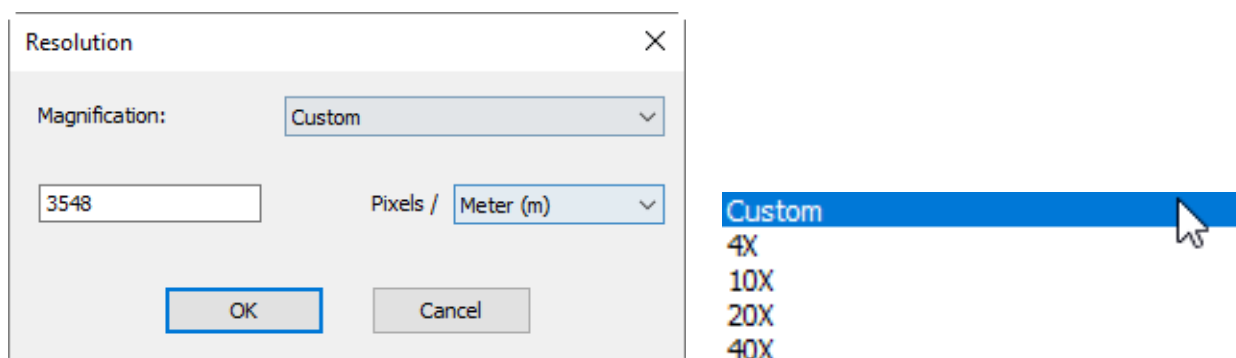 Resolution
Magnification:
Custom
3548
Pixels / Meter (m)
OK
Cancel
Custom
4X
10X
20X
40X